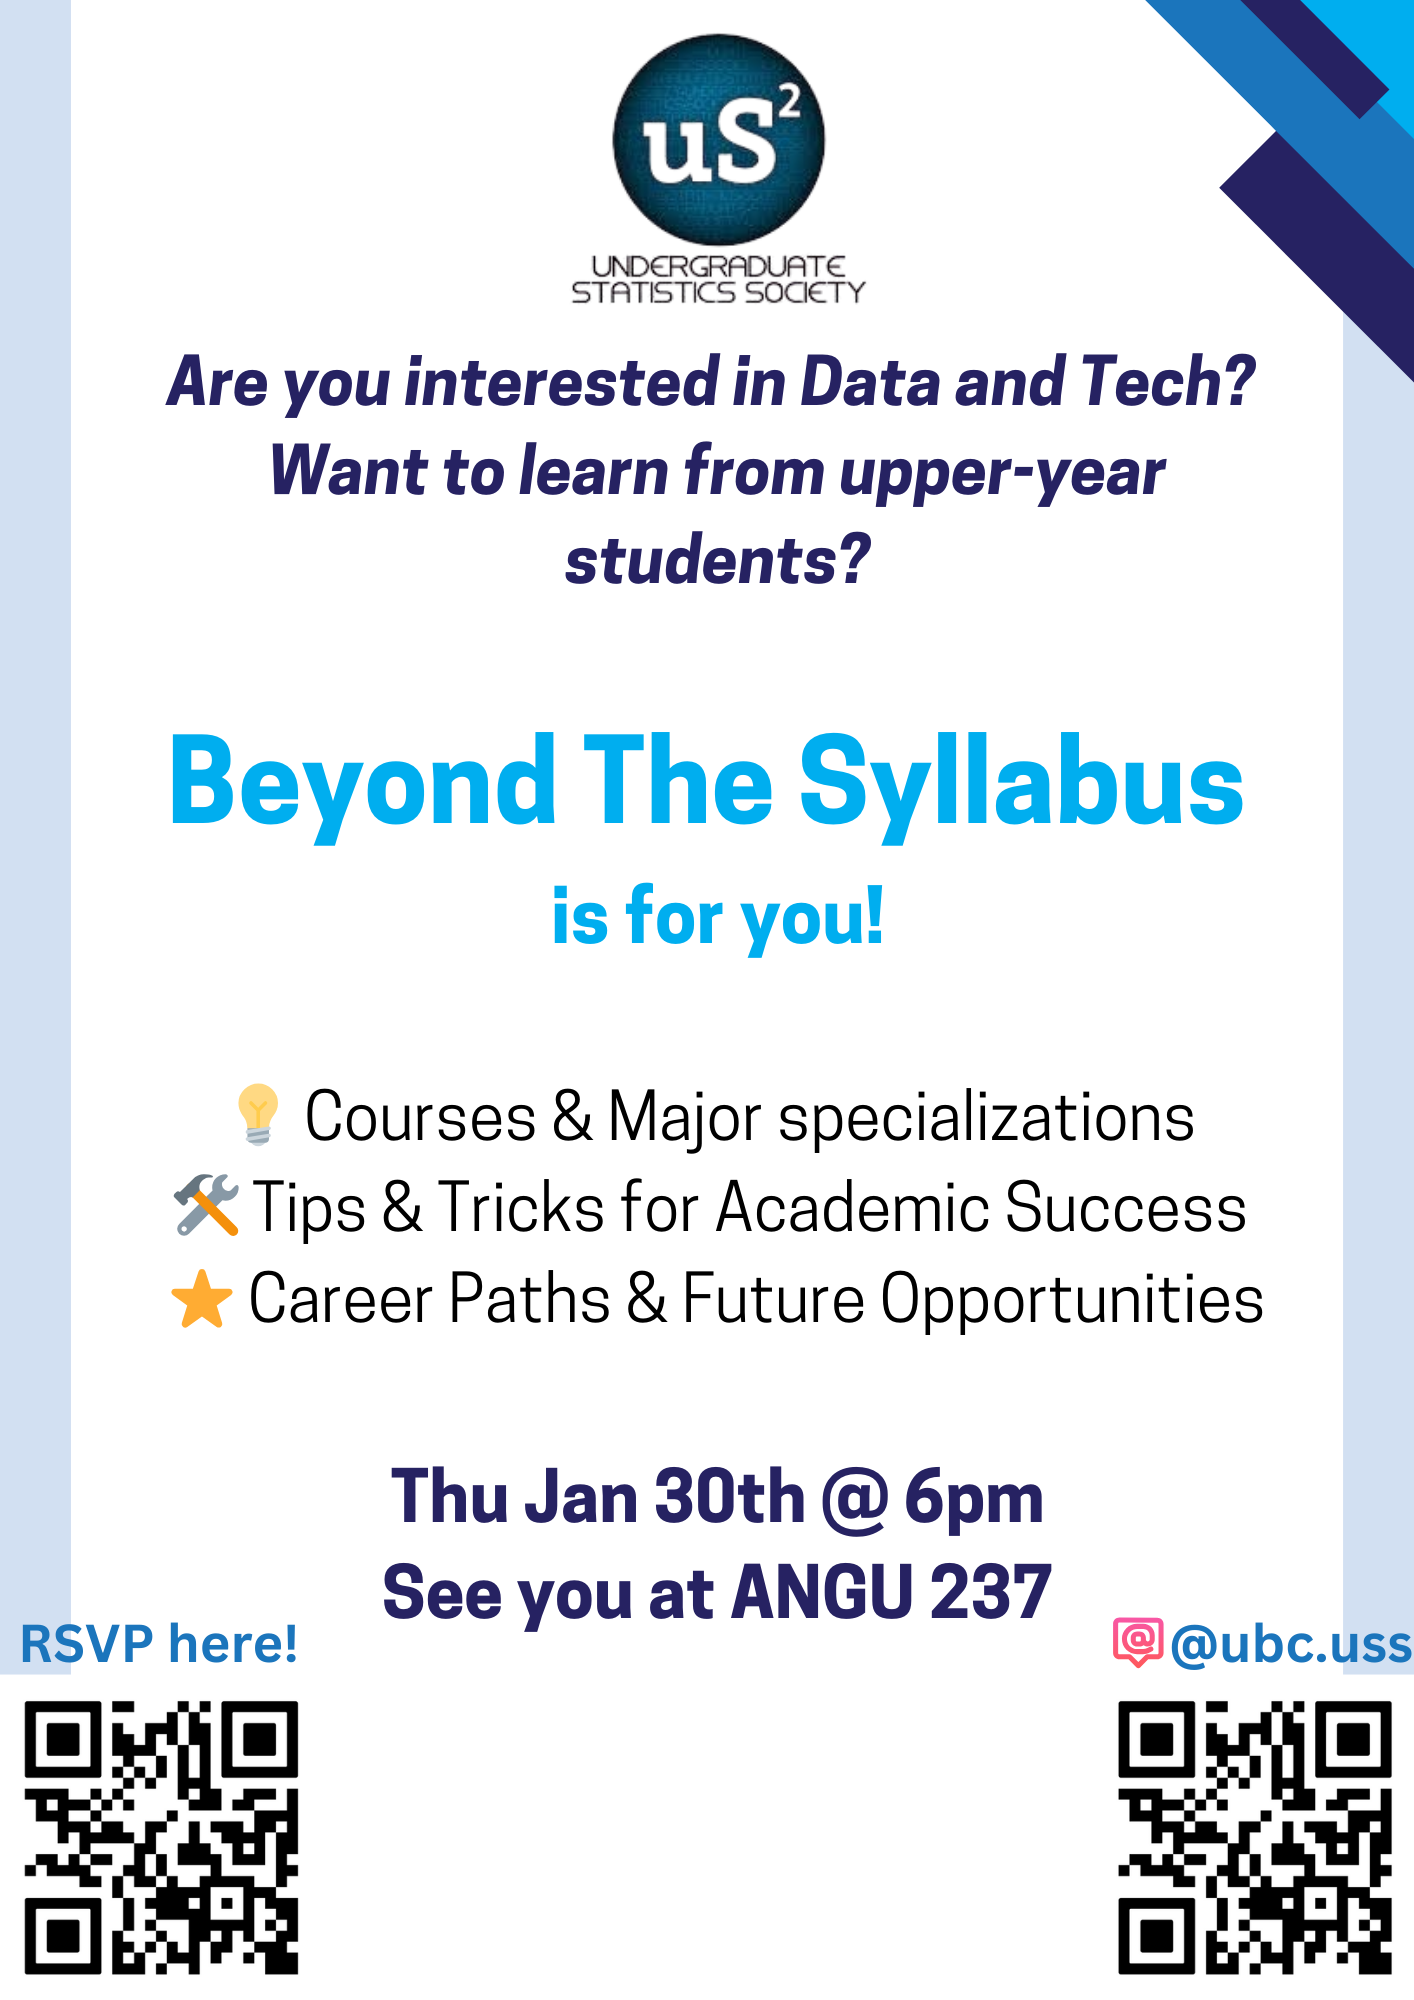 uS²
UNDERGRADUATE
STATISTICS SOCIETY
Are you interested in Data and Tech?
Want to learn from upper-year
students?
Beyond The Syllabus
is for you!
💡 Courses & Major specializations
🛠 Tips & Tricks for Academic Success
⭐ Career Paths & Future Opportunities
Thu Jan 30th @ 6pm
See you at ANGU 237
RSVP here!
@ubc.uss